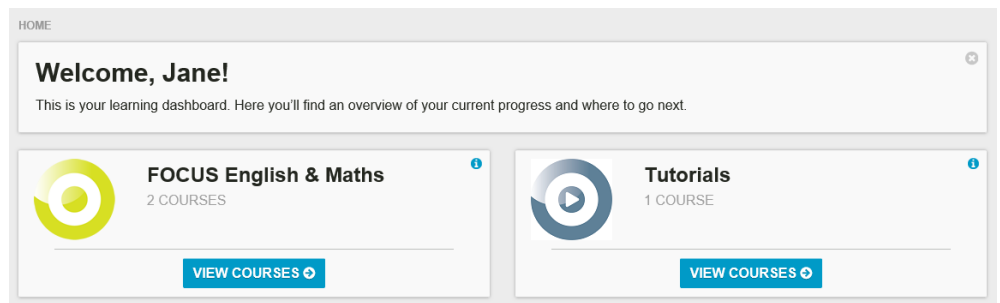 HOME
Welcome, Jane!
This is your learning dashboard. Here you’ll find an overview of your current progress and where to go next.
FOCUS English & Maths
2 COURSES
VIEW COURSES
Tutorials
1 COURSE
VIEW COURSES